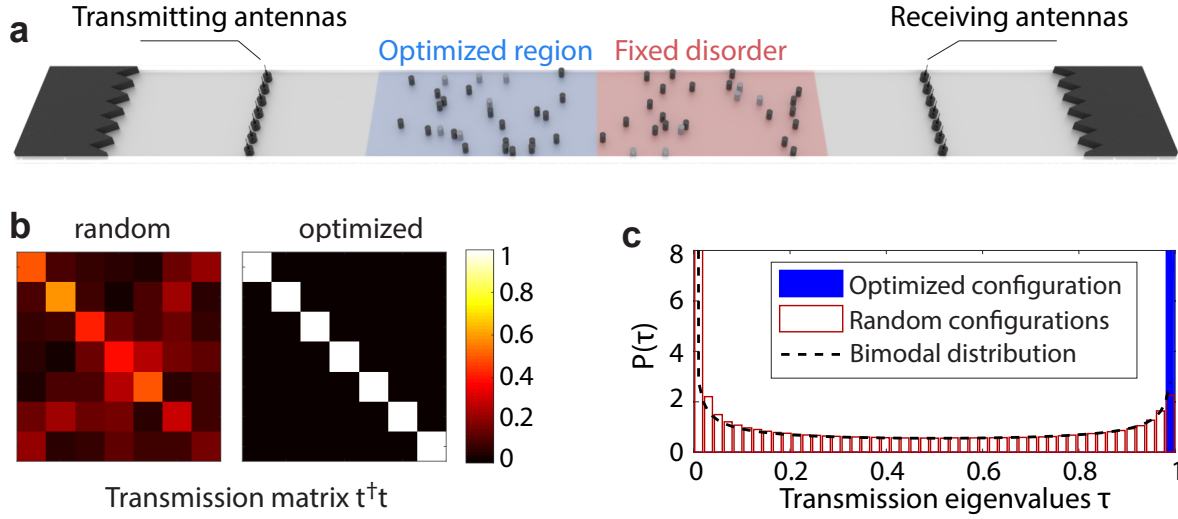 a
Transmitting antennas
Receiving antennas
Optimized region
Fixed disorder
b
random
optimized
1
0.8
0.6
0.4
0.2
0
Transmission matrix t†t
c
P(τ)
8
6
4
2
0
Optimized configuration
Random configurations
Bimodal distribution
0 0.2 0.4 0.6 0.8 1
Transmission eigenvalues τ